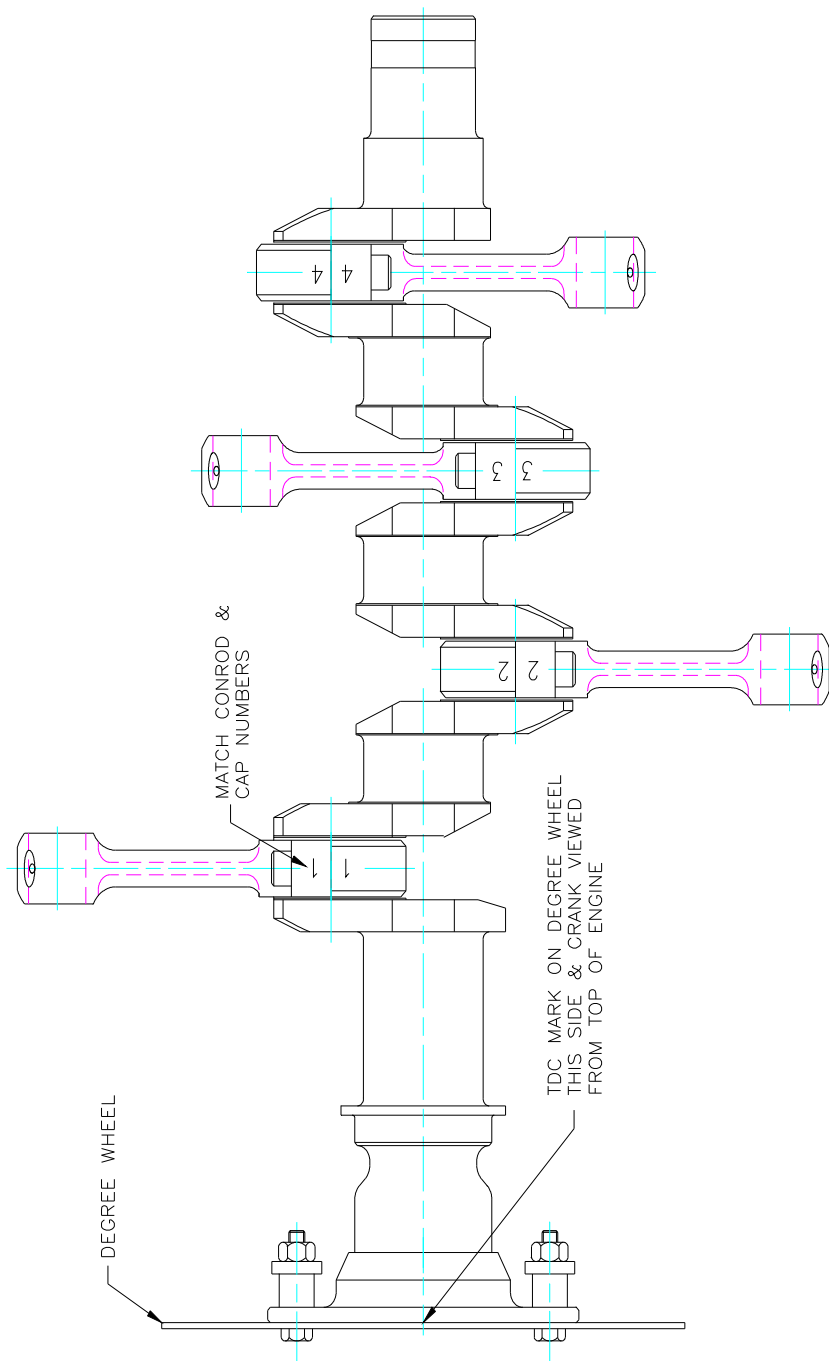 DEGREE WHEEL
MATCH CONROD &
CAP NUMBERS
TDC MARK ON DEGREE WHEEL
THIS SIDE & CRANK VIEWED
FROM TOP OF ENGINE
1 1
2 2
3 3
4 4